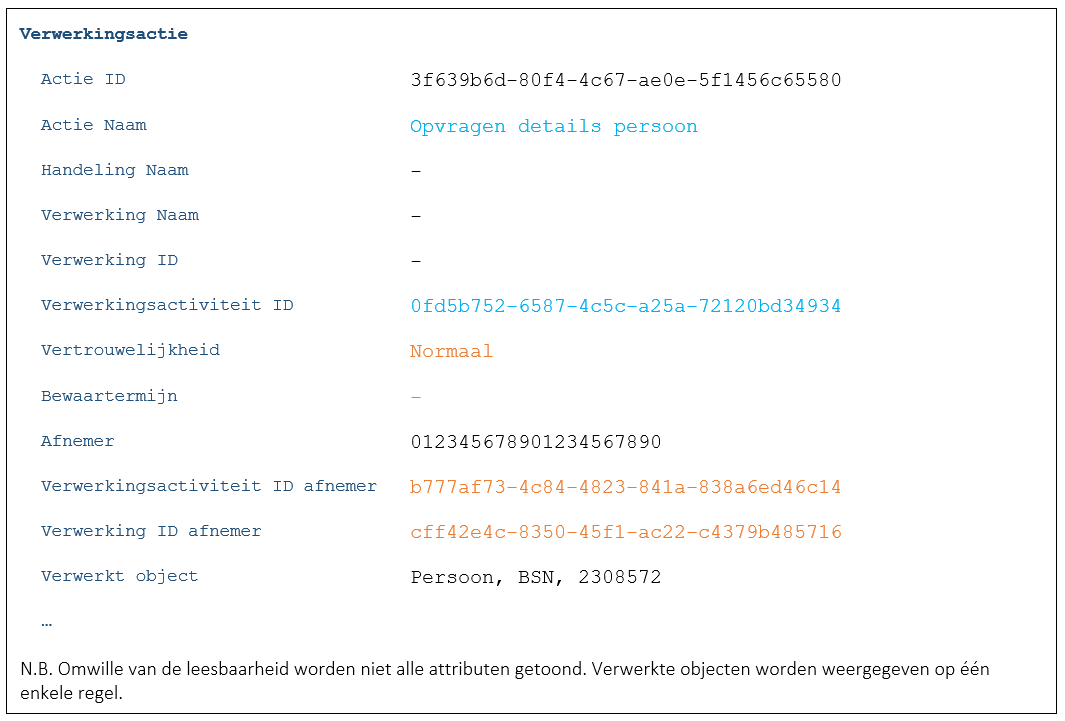 Verwerkingsactie
Actie ID 3f639b6d-80f4-4c67-ae0e-5f1456c65580
Actie Naam Opvragen details persoon
Handeling Naam -
Verwerking Naam -
Verwerking ID -
Verwerkingsactiviteit ID 0fd5b752-6587-4c5c-a25a-72120bd34934
Vertrouwelijkheid Normaal
Bewaartermijn -
Afnemer 012345678901234567890
Verwerkingsactiviteit ID afnemer b777af73-4c84-4823-841a-838a6ed46c14
Verwerking ID afnemer cff42e4c-8350-45f1-ac22-c4379b485716
Verwerkt object Persoon, BSN, 2308572
…
N.B. Omwille van de leesbaarheid worden niet alle attributen getoond. Verwerkte objecten worden weergegeven op één
enkele regel.